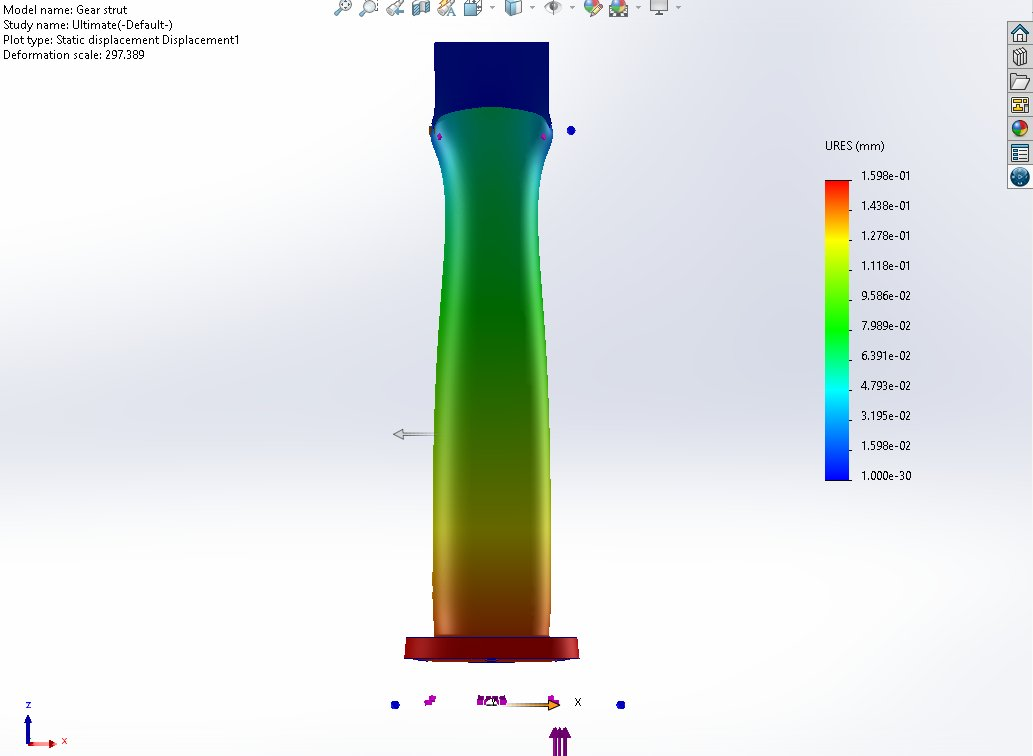 Model name: Gear strut
Study name: Ultimate(-Default-)
Plot type: Static displacement Displacement1
Deformation scale: 297.389
URES (mm)
1.598e-01
1.438e-01
1.278e-01
1.118e-01
9.586e-02
7.989e-02
6.391e-02
4.793e-02
3.195e-02
1.598e-02
1.000e-30
X
z
x